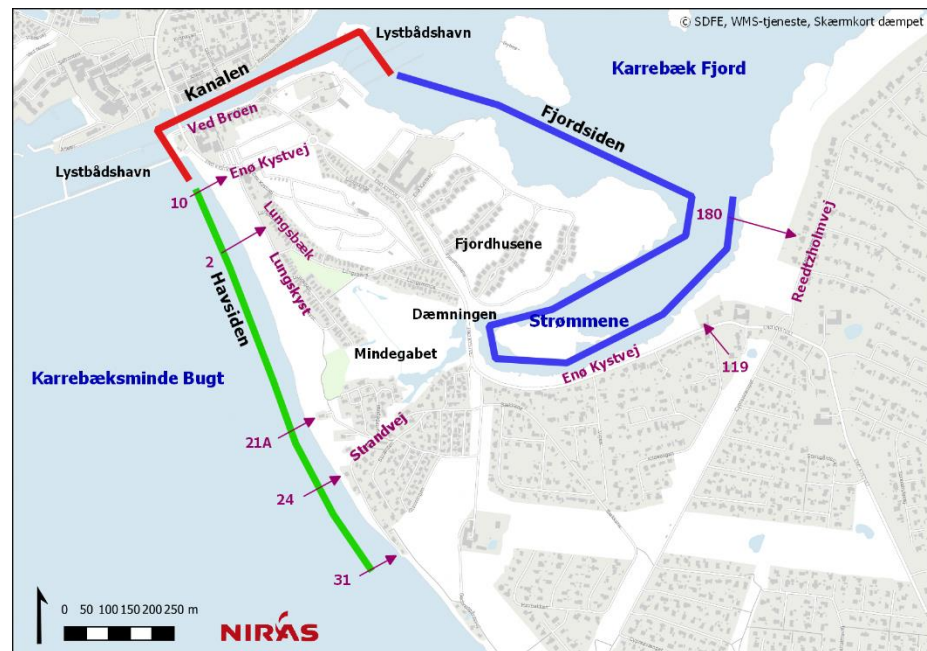 © SDFE, WMS-tjeneste, Skærmkort dæmpet
Lystbådshavn
Karrebæk Fjord
Kanalen
Ved Broen
Fjordsiden
Lystbådshavn
Enø Kystvej
10
180
Lungsbæk
2
Fjordhusene
Reedtzholmvej
Lungskyst
Havsiden
Dæmningen
Strømmene
Mindegabet
Enø Kystvej
119
Karrebæksminde Bugt
21A
Strandvej
24
31
0 50 100 150 200 250 m
NIRAS